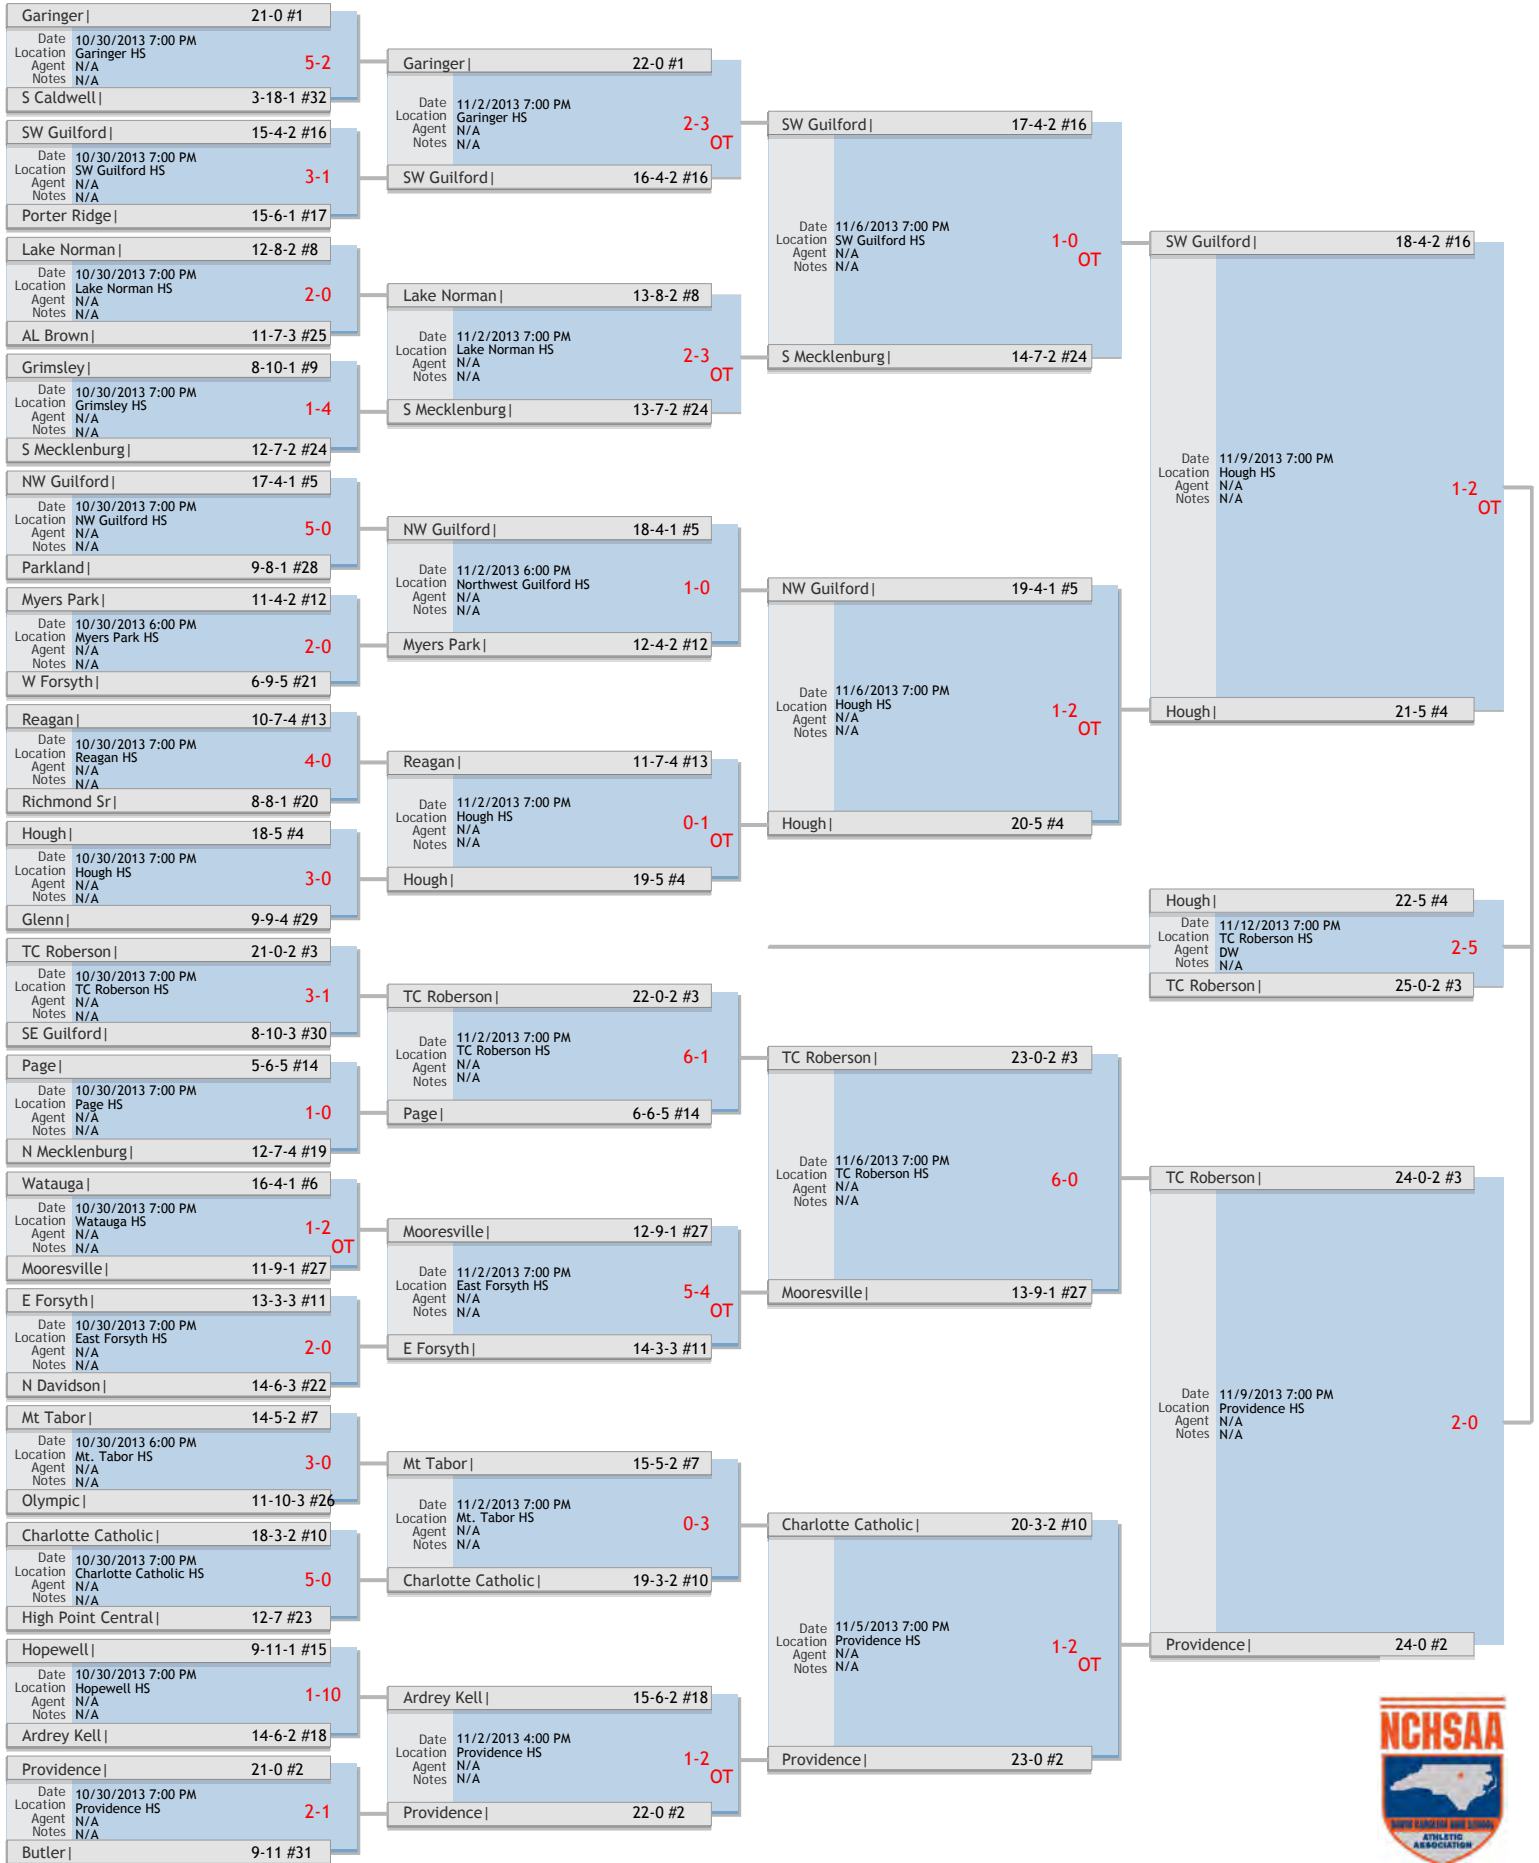 Garinger| 21-0 #1
Date 10/30/2013 7:00 PM
Location Garinger HS
Agent N/A
Notes N/A
5-2
S Caldwell| 3-18-1 #32
SW Guilford| 15-4-2 #16
Date 10/30/2013 7:00 PM
Location SW Guilford HS
Agent N/A
Notes N/A
3-1
Porter Ridge| 15-6-1 #17
Lake Norman| 12-8-2 #8
Date 10/30/2013 7:00 PM
Location Lake Norman HS
Agent N/A
Notes N/A
2-0
AL Brown| 11-7-3 #25
Grimsley| 8-10-1 #9
Date 10/30/2013 7:00 PM
Location Grimsley HS
Agent N/A
Notes N/A
1-4
S Mecklenburg| 12-7-2 #24
NW Guilford| 17-4-1 #5
Date 10/30/2013 7:00 PM
Location NW Guilford HS
Agent N/A
Notes N/A
5-0
Parkland| 9-8-1 #28
Myers Park| 11-4-2 #12
Date 10/30/2013 6:00 PM
Location Myers Park HS
Agent N/A
Notes N/A
2-0
W Forsyth| 6-9-5 #21
Reagan| 10-7-4 #13
Date 10/30/2013 7:00 PM
Location Reagan HS
Agent N/A
Notes N/A
4-0
Richmond Sr| 8-8-1 #20
Hough| 18-5 #4
Date 10/30/2013 7:00 PM
Location Hough HS
Agent N/A
Notes N/A
3-0
Glenn| 9-9-4 #29
TC Roberson| 21-0-2 #3
Date 10/30/2013 7:00 PM
Location TC Roberson HS
Agent N/A
Notes N/A
3-1
SE Guilford| 8-10-3 #30
Page| 5-6-5 #14
Date 10/30/2013 7:00 PM
Location Page HS
Agent N/A
Notes N/A
1-0
N Mecklenburg| 12-7-4 #19
Watauga| 16-4-1 #6
Date 10/30/2013 7:00 PM
Location Watauga HS
Agent N/A
Notes N/A
1-2
OT
Mooresville| 11-9-1 #27
E Forsyth| 13-3-3 #11
Date 10/30/2013 7:00 PM
Location East Forsyth HS
Agent N/A
Notes N/A
2-0
N Davidson| 14-6-3 #22
Mt Tabor| 14-5-2 #7
Date 10/30/2013 6:00 PM
Location Mt. Tabor HS
Agent N/A
Notes N/A
3-0
Olympic| 11-10-3 #26
Charlotte Catholic| 18-3-2 #10
Date 10/30/2013 7:00 PM
Location Charlotte Catholic HS
Agent N/A
Notes N/A
5-0
High Point Central| 12-7 #23
Hopewell| 9-11-1 #15
Date 10/30/2013 7:00 PM
Location Hopewell HS
Agent N/A
Notes N/A
1-10
Ardrey Kell| 14-6-2 #18
Providence| 21-0 #2
Date 10/30/2013 7:00 PM
Location Providence HS
Agent N/A
Notes N/A
2-1
Butler| 9-11 #31
Garinger| 22-0 #1
Date 11/2/2013 7:00 PM
Location Garinger HS
Agent N/A
Notes N/A
2-3
OT
SW Guilford| 16-4-2 #16
Lake Norman| 13-8-2 #8
Date 11/2/2013 7:00 PM
Location Lake Norman HS
Agent N/A
Notes N/A
2-3
OT
S Mecklenburg| 13-7-2 #24
NW Guilford| 18-4-1 #5
Date 11/2/2013 6:00 PM
Location Northwest Guilford HS
Agent N/A
Notes N/A
1-0
Myers Park| 12-4-2 #12
Reagan| 11-7-4 #13
Date 11/2/2013 7:00 PM
Location Hough HS
Agent N/A
Notes N/A
0-1
OT
Hough| 19-5 #4
TC Roberson| 22-0-2 #3
Date 11/2/2013 7:00 PM
Location TC Roberson HS
Agent N/A
Notes N/A
6-1
Page| 6-6-5 #14
Mooresville| 12-9-1 #27
Date 11/2/2013 7:00 PM
Location East Forsyth HS
Agent N/A
Notes N/A
5-4
OT
E Forsyth| 14-3-3 #11
Mt Tabor| 15-5-2 #7
Date 11/2/2013 7:00 PM
Location Mt. Tabor HS
Agent N/A
Notes N/A
0-3
Charlotte Catholic| 19-3-2 #10
Ardrey Kell| 15-6-2 #18
Date 11/2/2013 4:00 PM
Location Providence HS
Agent N/A
Notes N/A
1-2
OT
Providence| 22-0 #2
SW Guilford| 17-4-2 #16
Date 11/6/2013 7:00 PM
Location SW Guilford HS
Agent N/A
Notes N/A
1-0
OT
S Mecklenburg| 14-7-2 #24
NW Guilford| 19-4-1 #5
Date 11/6/2013 7:00 PM
Location Hough HS
Agent N/A
Notes N/A
1-2
OT
Hough| 20-5 #4
TC Roberson| 23-0-2 #3
Date 11/6/2013 7:00 PM
Location TC Roberson HS
Agent N/A
Notes N/A
6-0
Mooresville| 13-9-1 #27
Charlotte Catholic| 20-3-2 #10
Date 11/5/2013 7:00 PM
Location Providence HS
Agent N/A
Notes N/A
1-2
OT
Providence| 23-0 #2
SW Guilford| 18-4-2 #16
Date 11/9/2013 7:00 PM
Location Hough HS
Agent N/A
Notes N/A
1-2
OT
Hough| 21-5 #4
Hough| 22-5 #4
Date 11/12/2013 7:00 PM
Location TC Roberson HS
Agent DW
Notes N/A
2-5
TC Roberson| 25-0-2 #3
TC Roberson| 24-0-2 #3
Date 11/9/2013 7:00 PM
Location Providence HS
Agent N/A
Notes N/A
2-0
Providence| 24-0 #2
NCHSAA
NORTH CAROLINA HIGH SCHOOL
ATHLETIC
ASSOCIATION